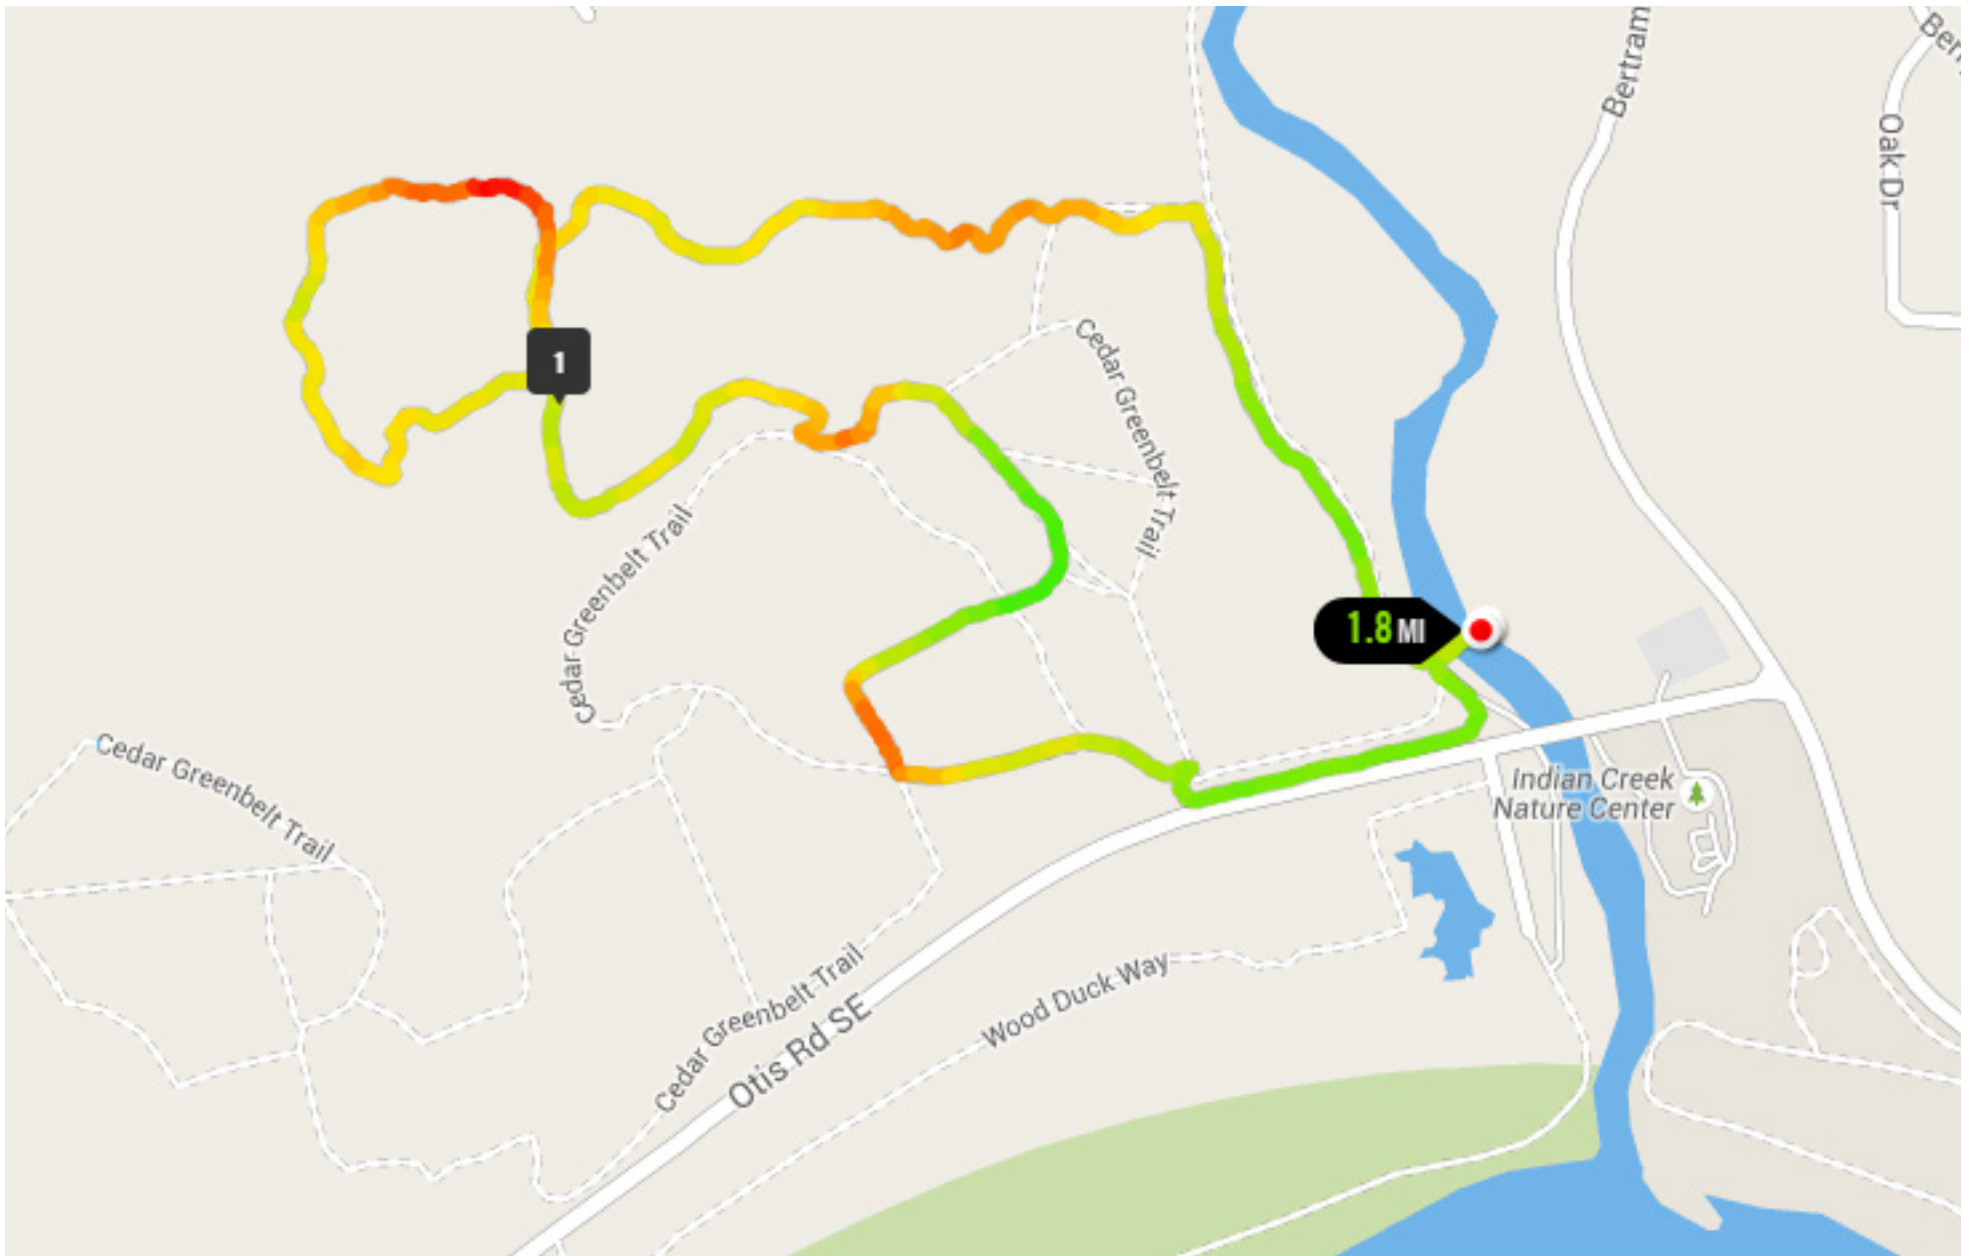 Bertram
Oak Dr
1
Cedar Greenbelt Trail
Cedar Greenbelt Trail
1.8 MI
Cedar Greenbelt Trail
Indian Creek
Nature Center
Cedar Greenbelt Trail
Wood Duck Way
Otis Rd SE